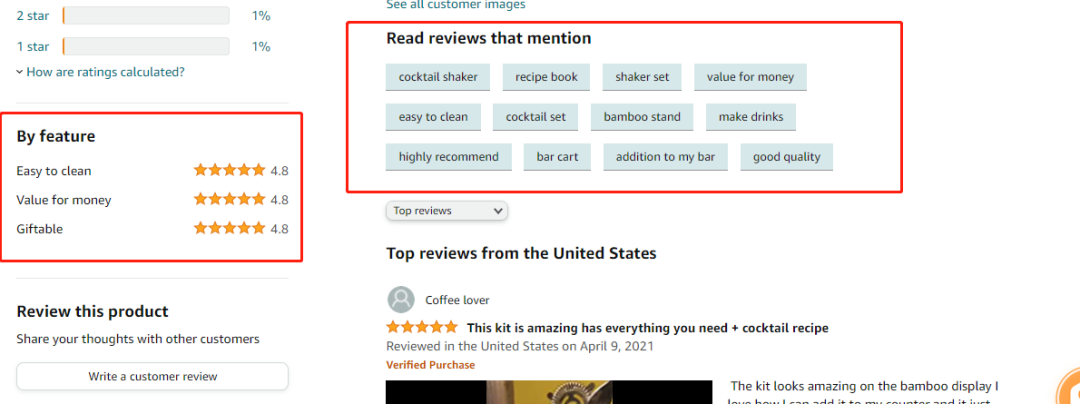 2 star 1%
1 star 1%
How are ratings calculated?
By feature
Easy to clean 4.8
Value for money 4.8
Giftable 4.8
Review this product
Share your thoughts with other customers
Write a customer review
See all customer images
Read reviews that mention
cocktail shaker recipe book shaker set value for money
easy to clean cocktail set bamboo stand make drinks
highly recommend bar cart addition to my bar good quality
Top reviews
Top reviews from the United States
Coffee lover
This kit is amazing has everything you need + cocktail recipe
Reviewed in the United States on April 9, 2021
Verified Purchase
The kit looks amazing on the bamboo display I
love how I can add it to my counter and it just